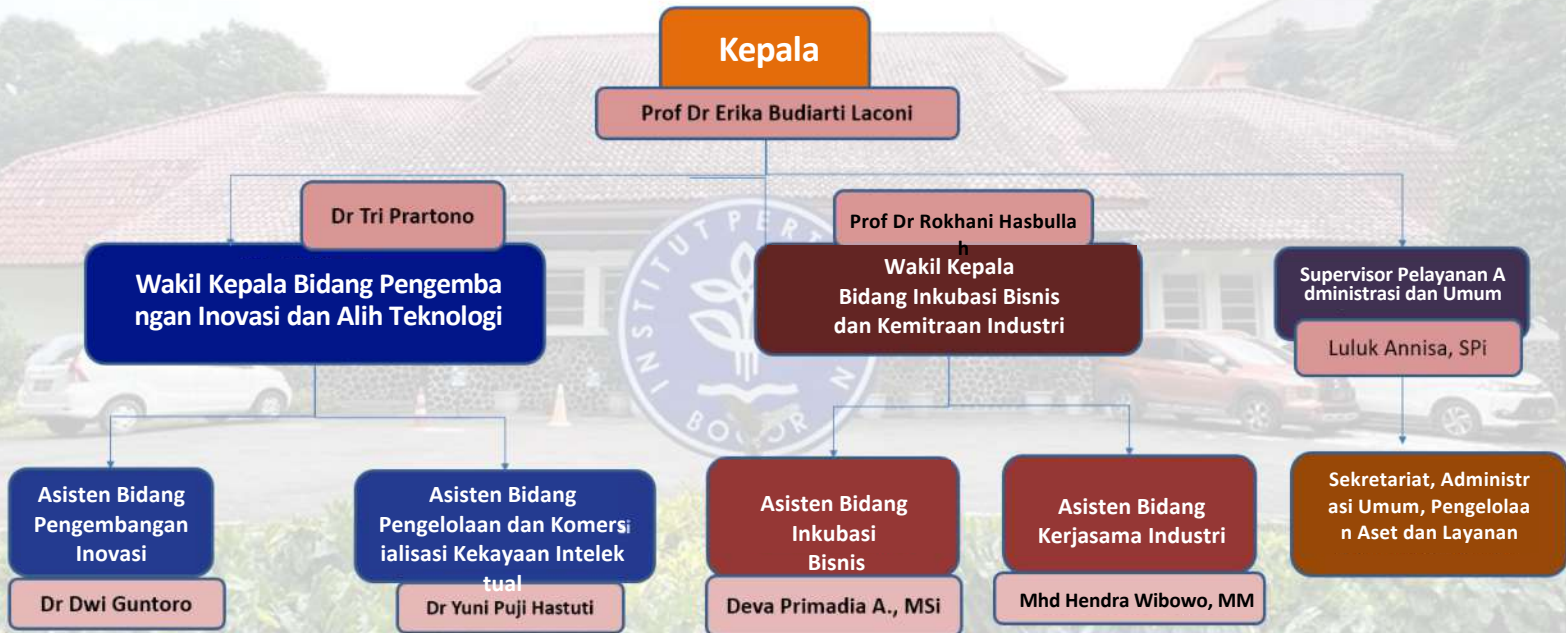 Kepala
Prof Dr Erika Budiarti Laconi
Dr Tri Prartono
Wakil Kepala Bidang Pengemba
ngan Inovasi dan Alih Teknologi
Prof Dr Rokhani Hasbulla
h
Wakil Kepala
Bidang Inkubasi Bisnis
dan Kemitraan Industri
Supervisor Pelayanan A
dministrasi dan Umum
Luluk Annisa, SPi
INSTITUT PERT
N
BOGOR
Asisten Bidang
Pengembangan
Inovasi
Dr Dwi Guntoro
Asisten Bidang
Pengelolaan dan Komersi
ialisasi Kekayaan Intelek
tual
Dr Yuni Puji Hastuti
Asisten Bidang
Inkubasi
Bisnis
Deva Primadia A., MSi
Asisten Bidang
Kerjasama Industri
Mhd Hendra Wibowo, MM
Sekretariat, Administr
asi Umum, Pengelolaa
n Aset dan Layanan